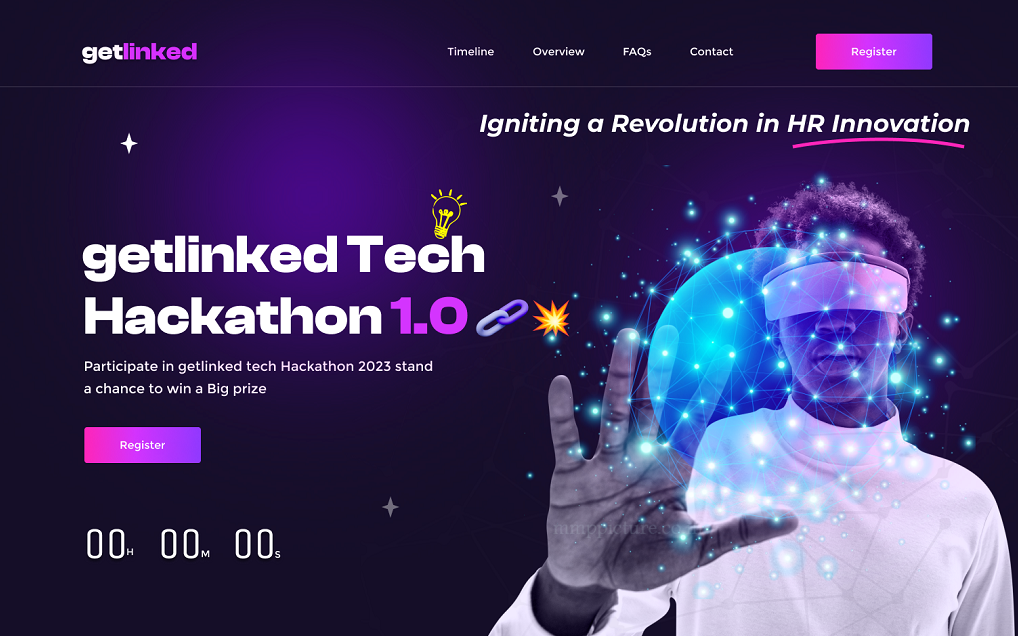 getlinked
Timeline Overview FAQs Contact Register
Igniting a Revolution in HR Innovation
getlinked Tech
Hackathon 1.0
Participate in getlinked tech Hackathon 2023 stand
a chance to win a Big prize
Register
00H 00M 00S